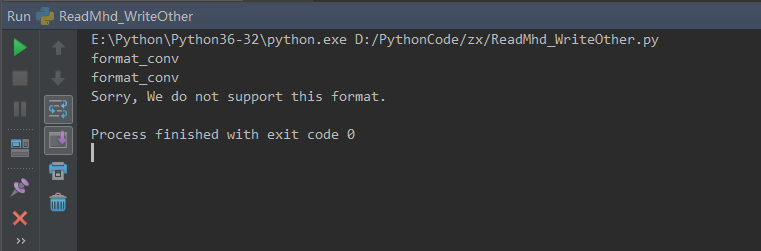 Run ReadMhd_WriteOther
E:\Python\Python36-32\python.exe D:/PythonCode/zx/ReadMhd_WriteOther.py
format_conv
format_conv
Sorry, We do not support this format.
Process finished with exit code 0